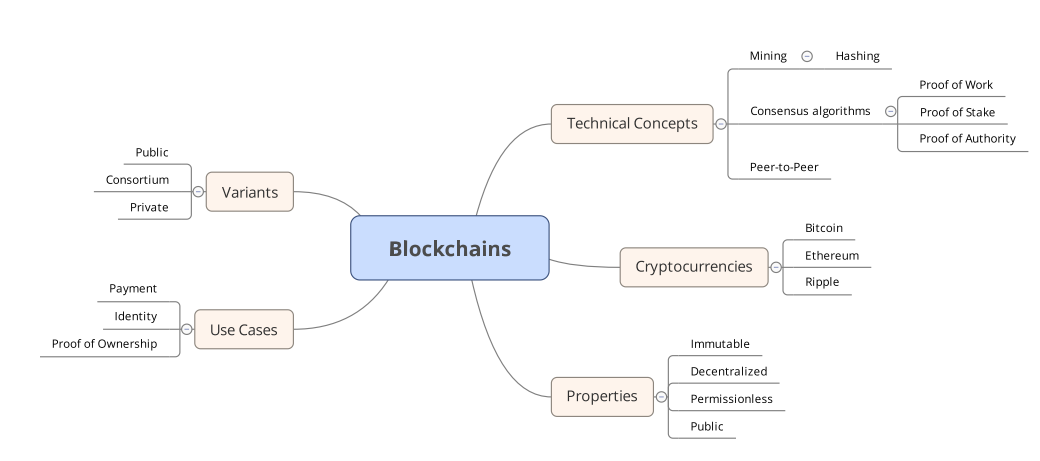 Blockchains
Technical Concepts
Mining
Hashing
Consensus algorithms
Proof of Work
Proof of Stake
Proof of Authority
Peer-to-Peer
Cryptocurrencies
Bitcoin
Ethereum
Ripple
Properties
Immutable
Decentralized
Permissionless
Public
Variants
Public
Consortium
Private
Use Cases
Payment
Identity
Proof of Ownership